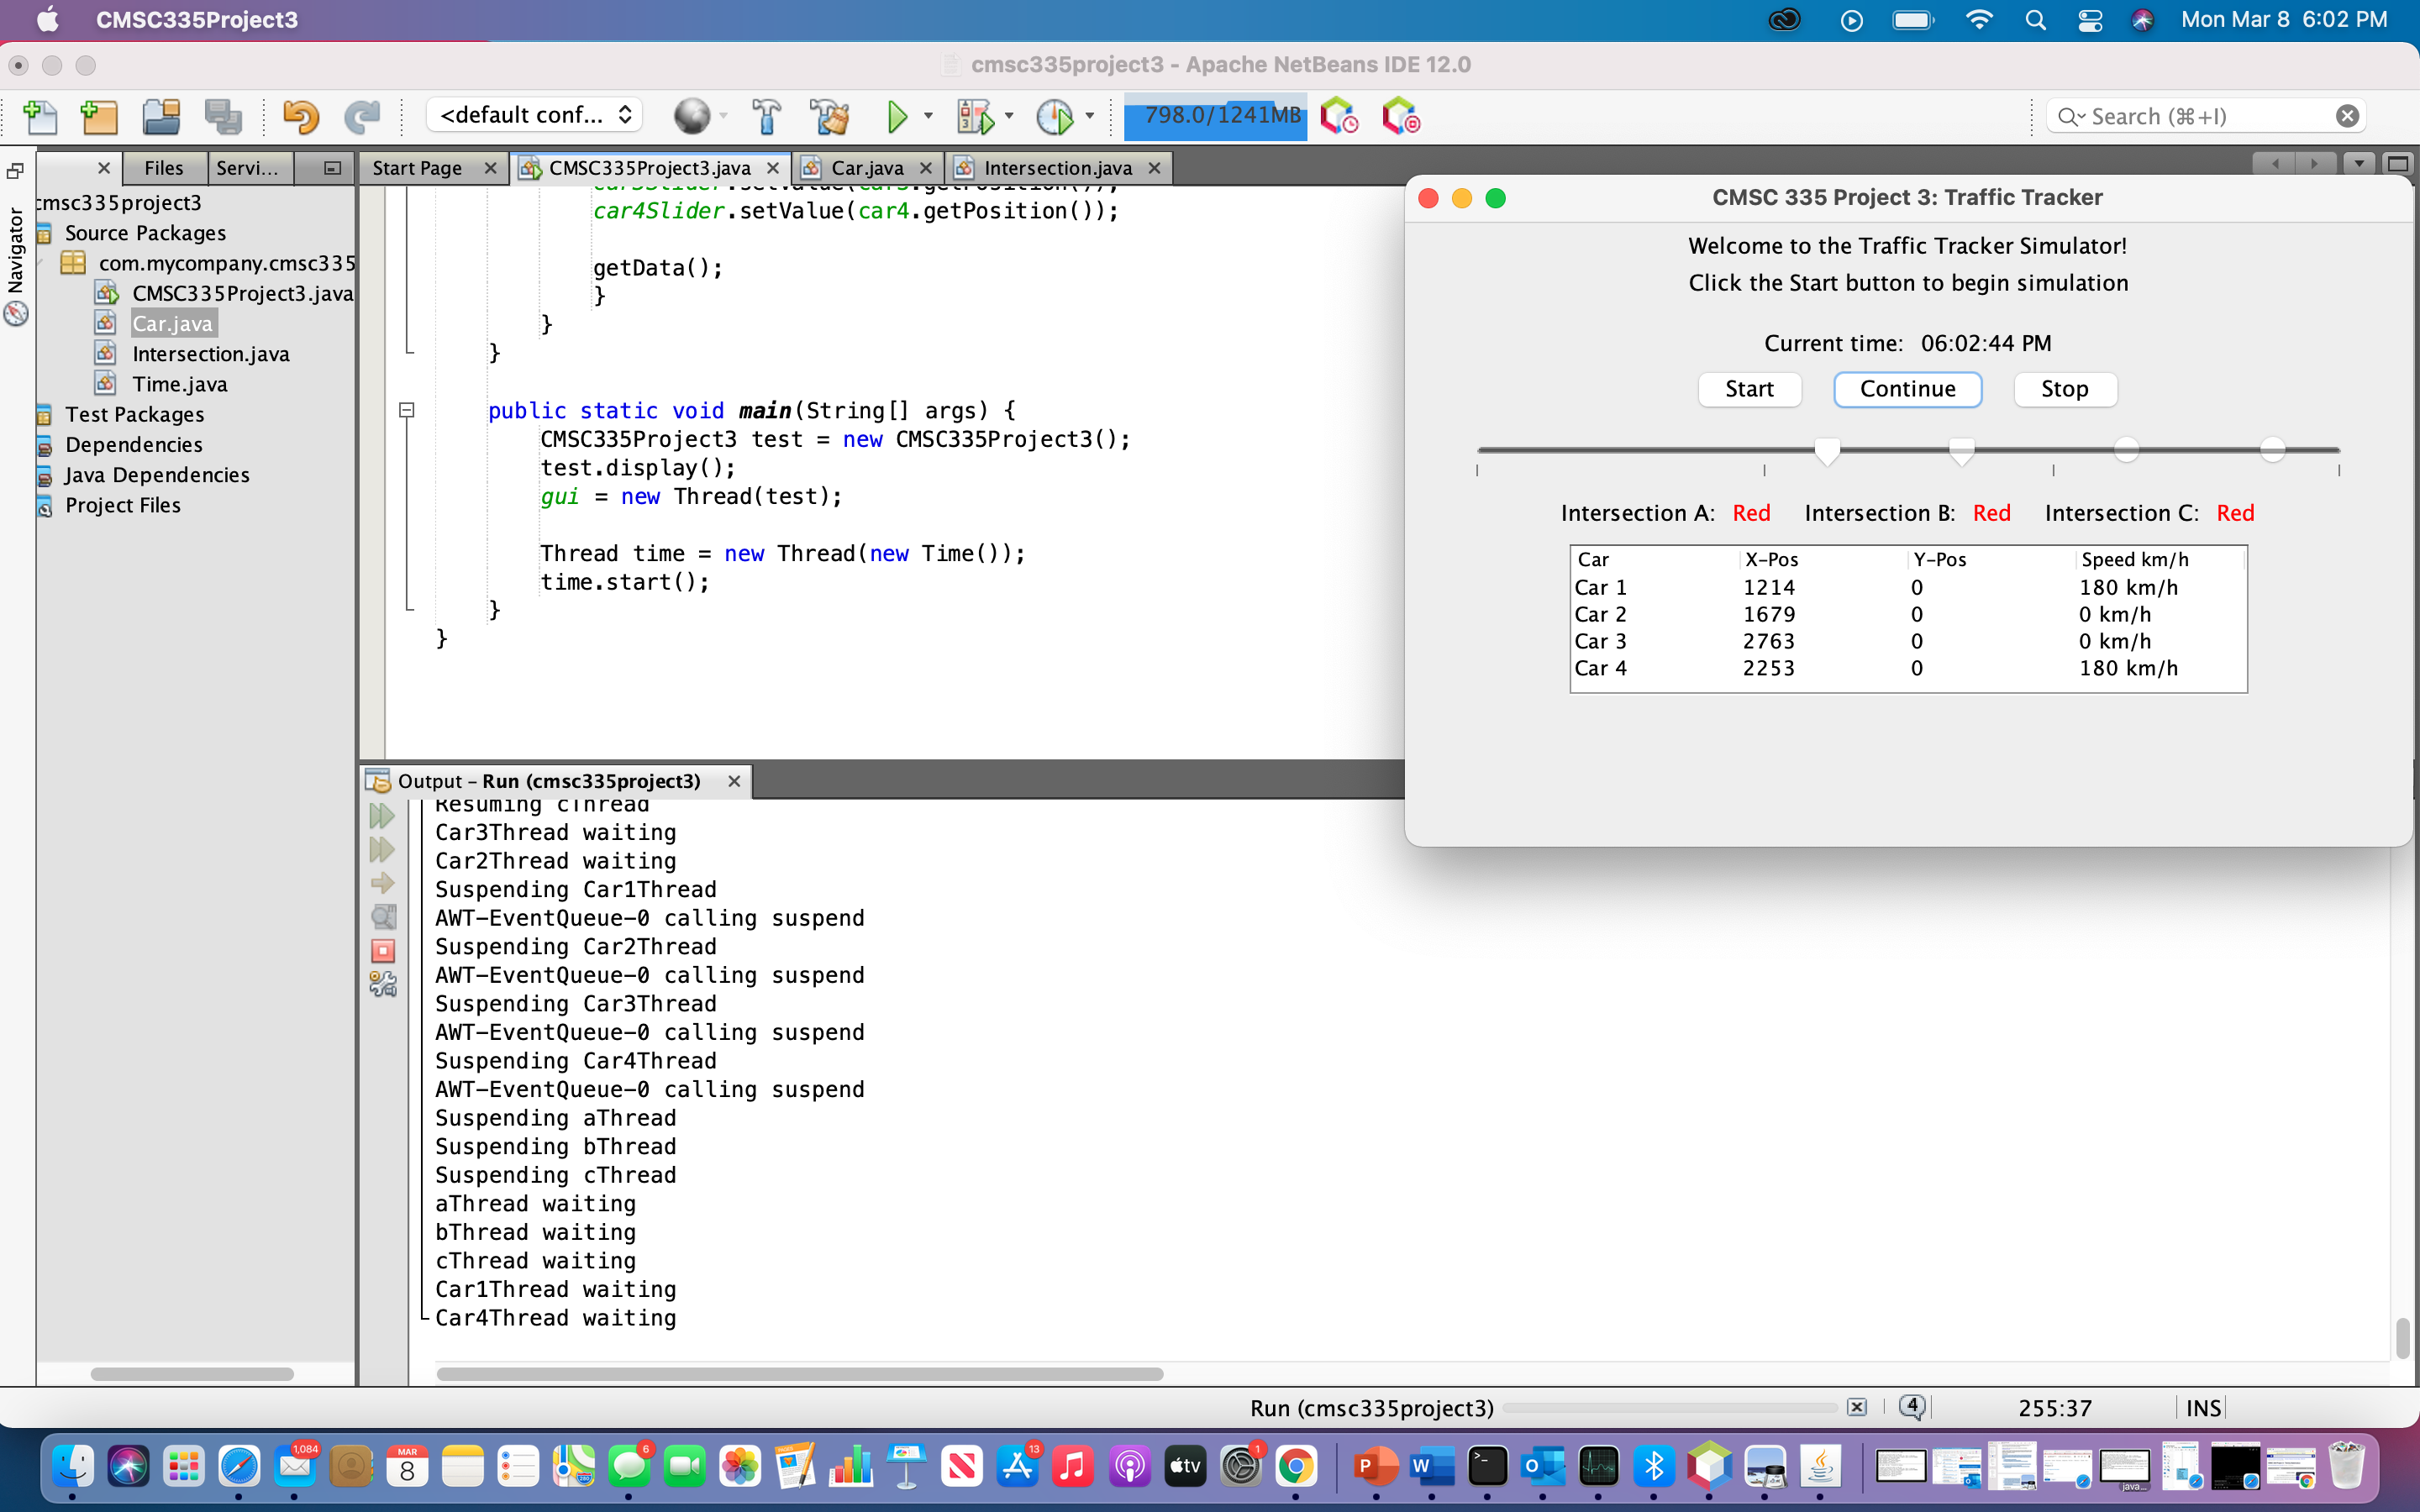 CMSC335Project3
Mon Mar 8 6:02 PM
cmsc335project3 - Apache NetBeans IDE 12.0
<default conf...
798.0/1241MB
Search (⌘+I)
Files
Servi...
Start Page
CMSC335Project3.java
Car.java
Intersection.java
Navigator
cmsc335project3
Source Packages
com.mycompany.cmsc335
CMSC335Project3.java
Car.java
Intersection.java
Time.java
Test Packages
Dependencies
Java Dependencies
Project Files
car3Slider.setValue(car3.getPosition());
car4Slider.setValue(car4.getPosition());
getData();
}
}
}
public static void main(String[] args) {
CMSC335Project3 test = new CMSC335Project3();
test.display();
gui = new Thread(test);
Thread time = new Thread(new Time());
time.start();
}
}
CMSC 335 Project 3: Traffic Tracker
Welcome to the Traffic Tracker Simulator!
Click the Start button to begin simulation
Current time: 06:02:44 PM
Start
Continue
Stop
Intersection A: Red Intersection B: Red Intersection C: Red
Car X-Pos Y-Pos Speed km/h
Car 1 1214 0 180 km/h
Car 2 1679 0 0 km/h
Car 3 2763 0 0 km/h
Car 4 2253 0 180 km/h
Output - Run (cmsc335project3)
Resuming cThread
Car3Thread waiting
Car2Thread waiting
Suspending Car1Thread
AWT-EventQueue-0 calling suspend
Suspending Car2Thread
AWT-EventQueue-0 calling suspend
Suspending Car3Thread
AWT-EventQueue-0 calling suspend
Suspending Car4Thread
AWT-EventQueue-0 calling suspend
Suspending aThread
Suspending bThread
Suspending cThread
aThread waiting
bThread waiting
cThread waiting
Car1Thread waiting
Car4Thread waiting
Run (cmsc335project3)
4
255:37
INS
1,084
MAR
8
6
13
tv
1